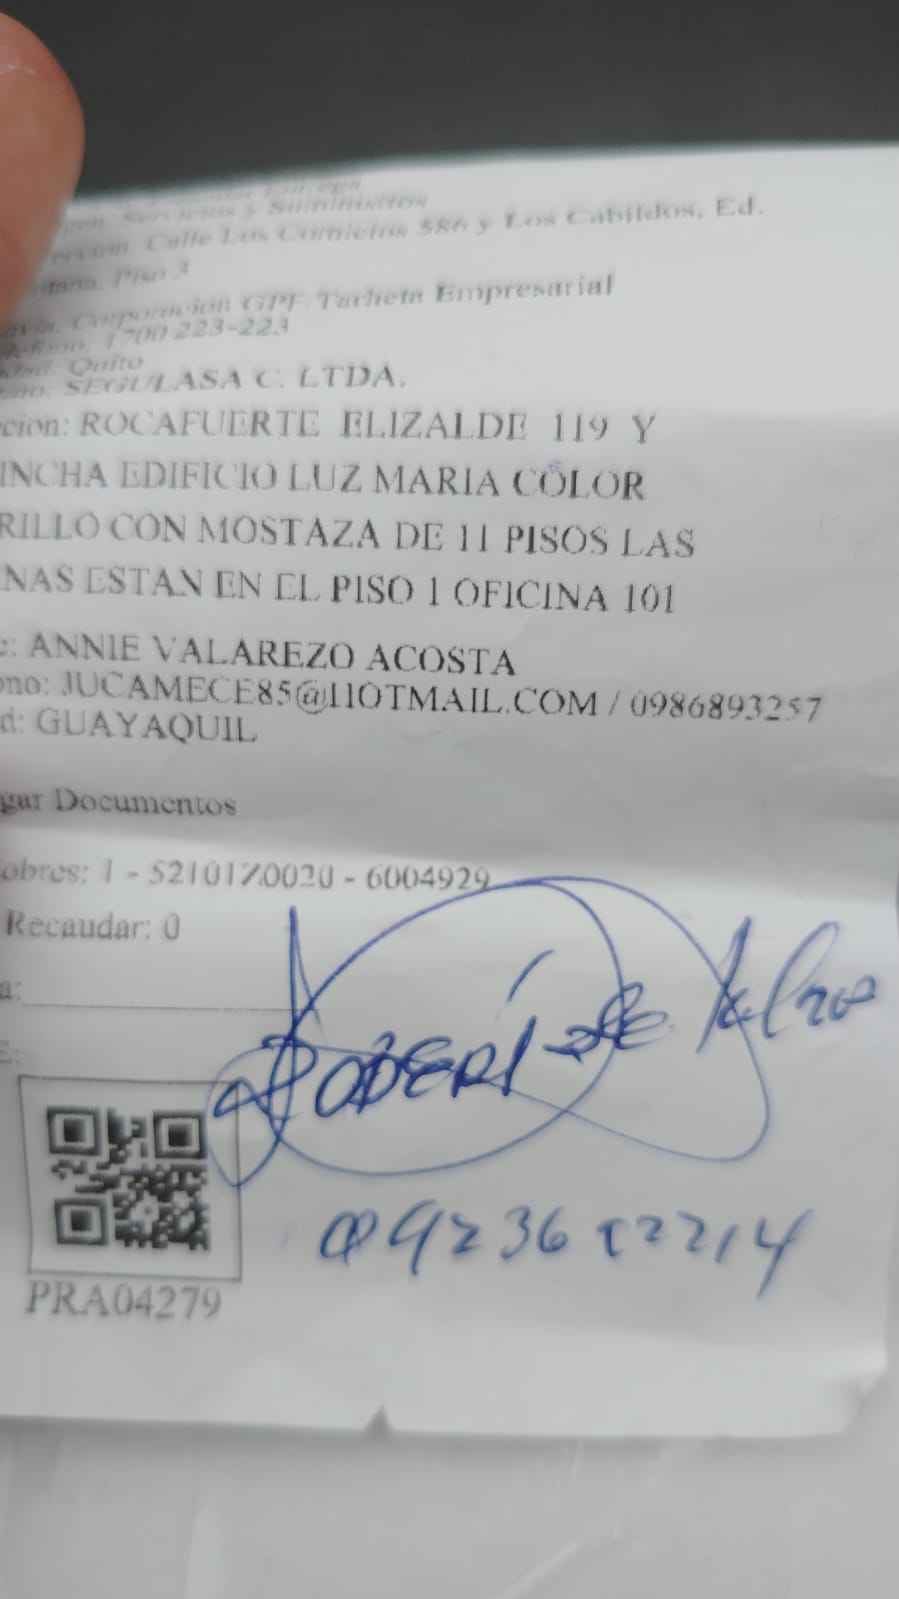 Servicios y Suministros
Calle Los Comicios 586 y Los Cabildos, Ed.
Piso 3
Corporación GPF Tarjeta Empresarial
1700 223-223
Quito
SEGULASA C. LTDA.
cion: ROCAFUERTE ELIZALDE 119 Y
INCHA EDIFICIO LUZ MARIA COLOR
RILLO CON MOSTAZA DE 11 PISOS LAS
NAS ESTAN EN EL PISO 1 OFICINA 101
: ANNIE VALAREZO ACOSTA
ono: JUCAMECE85@HOTMAIL.COM / 0986893257
d: GUAYAQUIL
gar Documentos
obres: 1 - 5210170020 - 6004929
Recaudar: 0
a:
E:
PRA04279